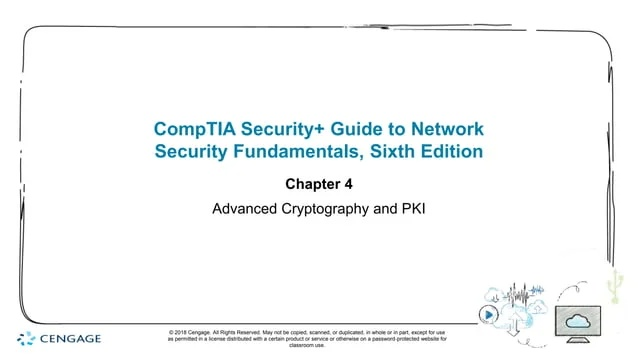 CompTIA Security+ Guide to Network
Security Fundamentals, Sixth Edition
Chapter 4
Advanced Cryptography and PKI
CENGAGE
© 2018 Cengage. All Rights Reserved. May not be copied, scanned, or duplicated. in whole or in part, except for use
as permitted in a license distributed with a certain product or service or otherwise on a password-protected website for
classroom use.